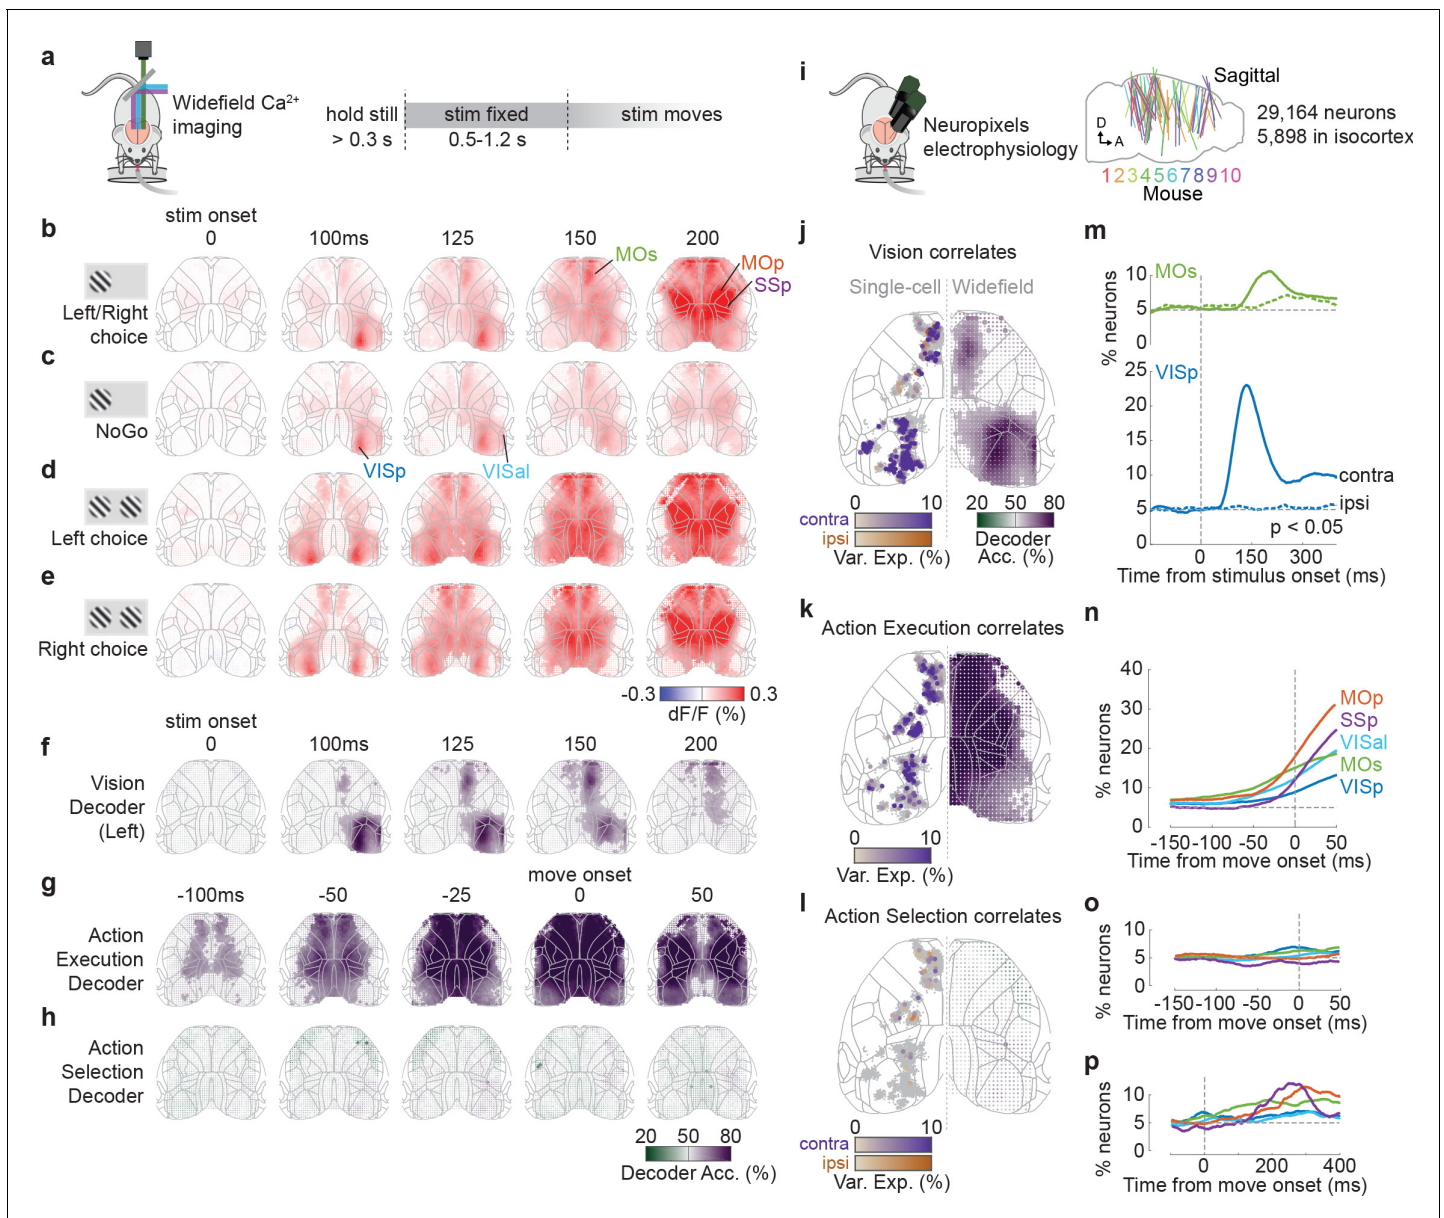 a
Widefield Ca2+
imaging
hold still
> 0.3 s
stim fixed
0.5-1.2 s
stim moves
i
Neuropixels
electrophysiology
D
A
Sagittal
29,164 neurons
5,898 in isocortex
1 2 3 4 5 6 7 8 9 10
Mouse
b
stim onset
0 100ms 125 150 200
MOs
MOp
SSp
Left/Right
choice
c
NoGo
VISp
VISal
d
Left choice
e
Right choice
-0.3 0.3
dF/F (%)
f
stim onset
0 100ms 125 150 200
Vision
Decoder
(Left)
g
move onset
-100ms -50 -25 0 50
Action
Execution
Decoder
h
Action
Selection
Decoder
20 50 80
Decoder Acc. (%)
j
Vision correlates
Single-cell Widefield
0 10
contra
ipsi
Var. Exp. (%)
20 50 80
Decoder
Acc. (%)
k
Action Execution correlates
0 10
Var. Exp. (%)
l
Action Selection correlates
0 10
contra
ipsi
Var. Exp. (%)
m
MOs
10
5
0
% neurons
VISp
25
20
15
10
5
0
contra
ipsi
p < 0.05
0 150 300
Time from stimulus onset (ms)
n
40
30
20
10
0
% neurons
MOp
SSp
VISal
MOs
VISp
-150 -100 -50 0 50
Time from move onset (ms)
o
10
5
0
% neurons
-150 -100 -50 0 50
Time from move onset (ms)
p
10
5
0
% neurons
0 200 400
Time from move onset (ms)